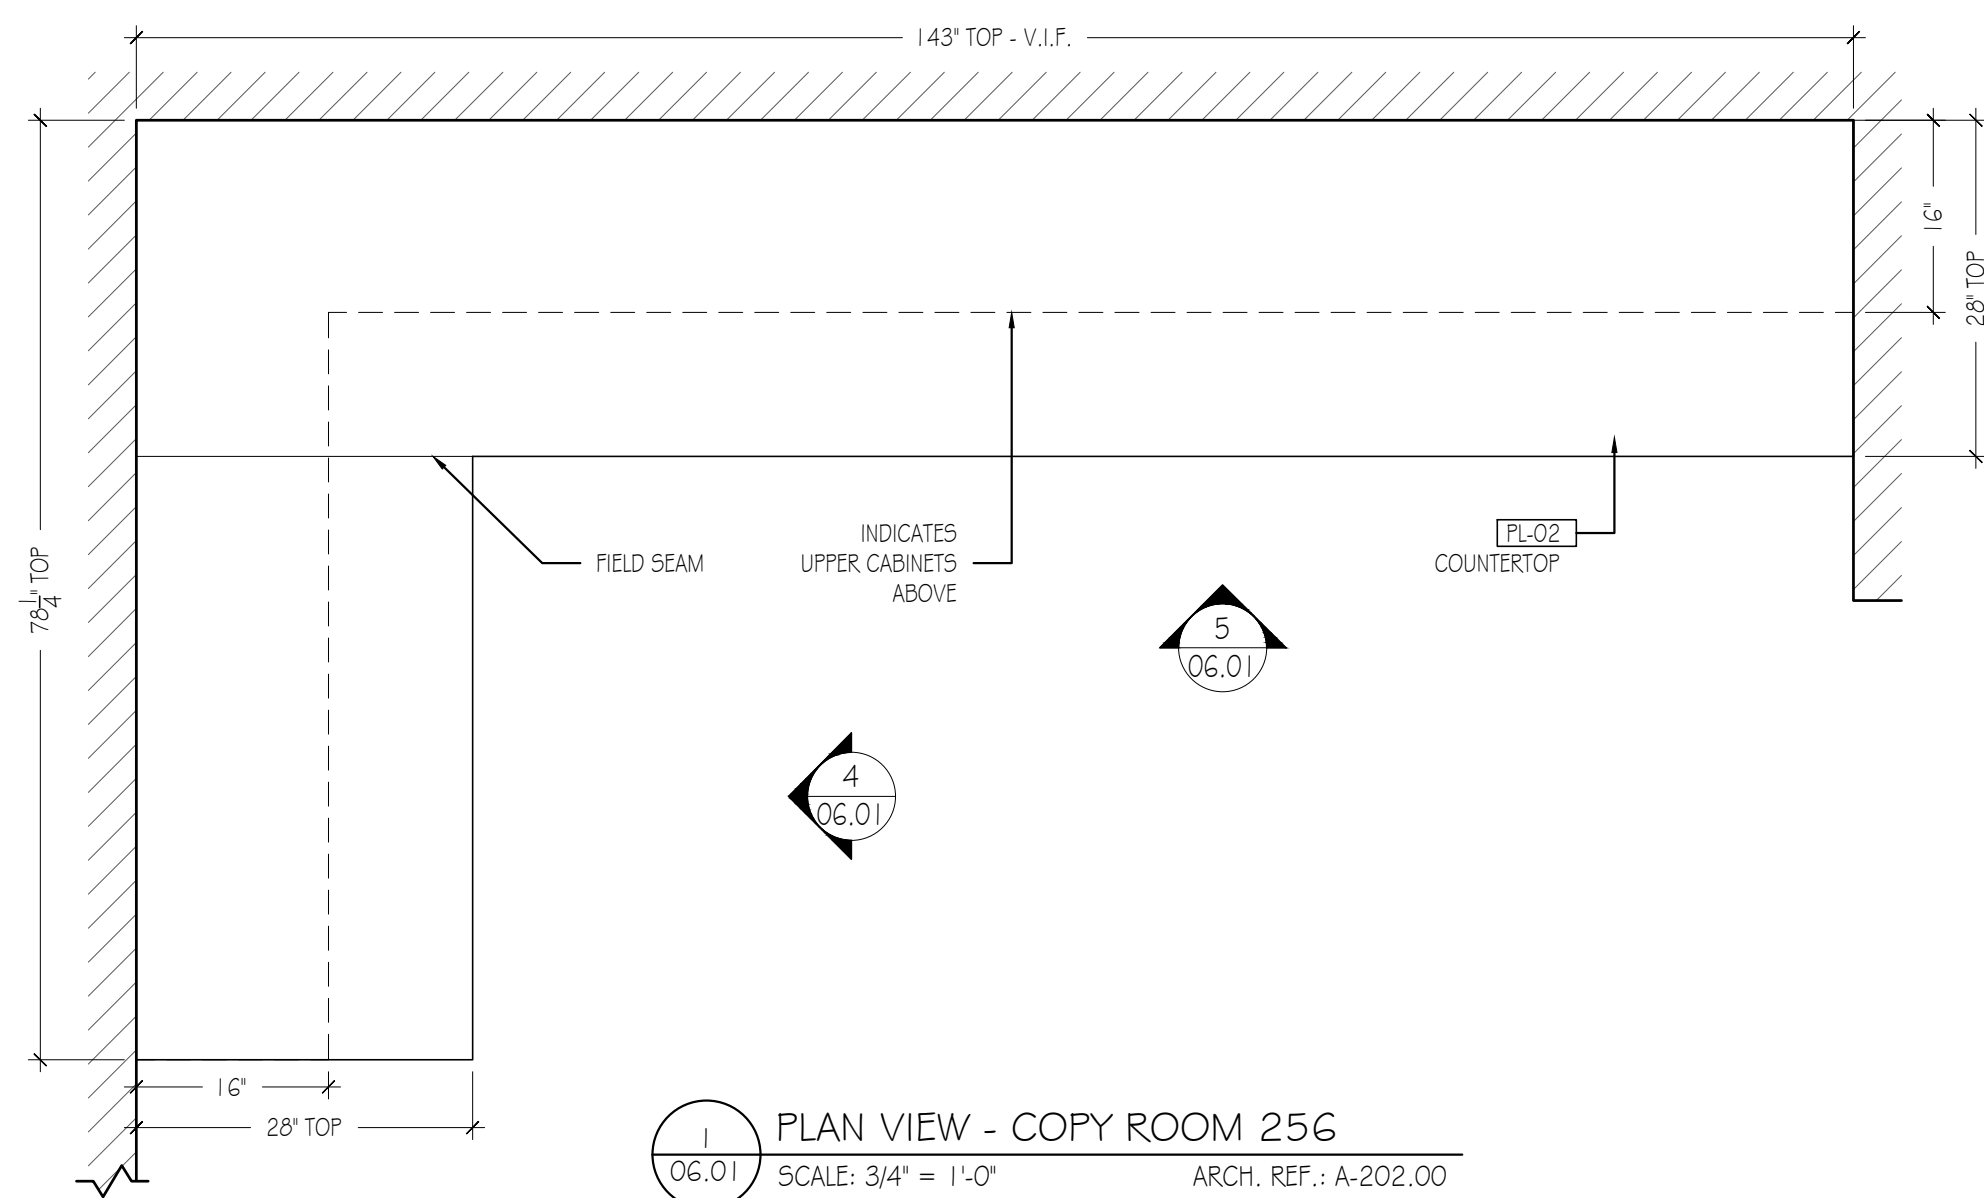 143" TOP - V.I.F.
16"
28" TOP
78 1/4" TOP
FIELD SEAM
INDICATES
UPPER CABINETS
ABOVE
PL-02
COUNTERTOP
5
06.01
4
06.01
16"
28" TOP
1
06.01
PLAN VIEW - COPY ROOM 256
SCALE: 3/4" = 1'-0"
ARCH. REF.: A-202.00